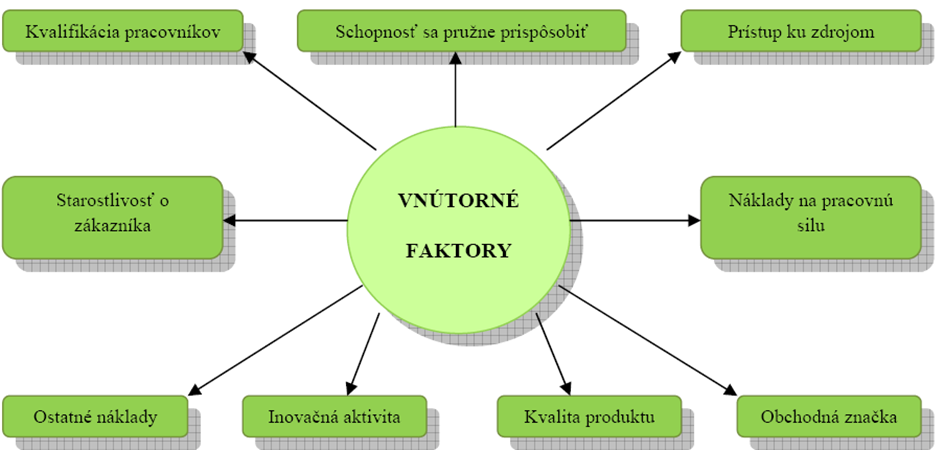 Kvalifikácia pracovníkov
Schopnosť sa pružne prispôsobiť
Prístup ku zdrojom
Starostlivosť o
zákazníka
VNÚTORNÉ
FAKTORY
Náklady na pracovnú
silu
Ostatné náklady
Inovačná aktivita
Kvalita produktu
Obchodná značka